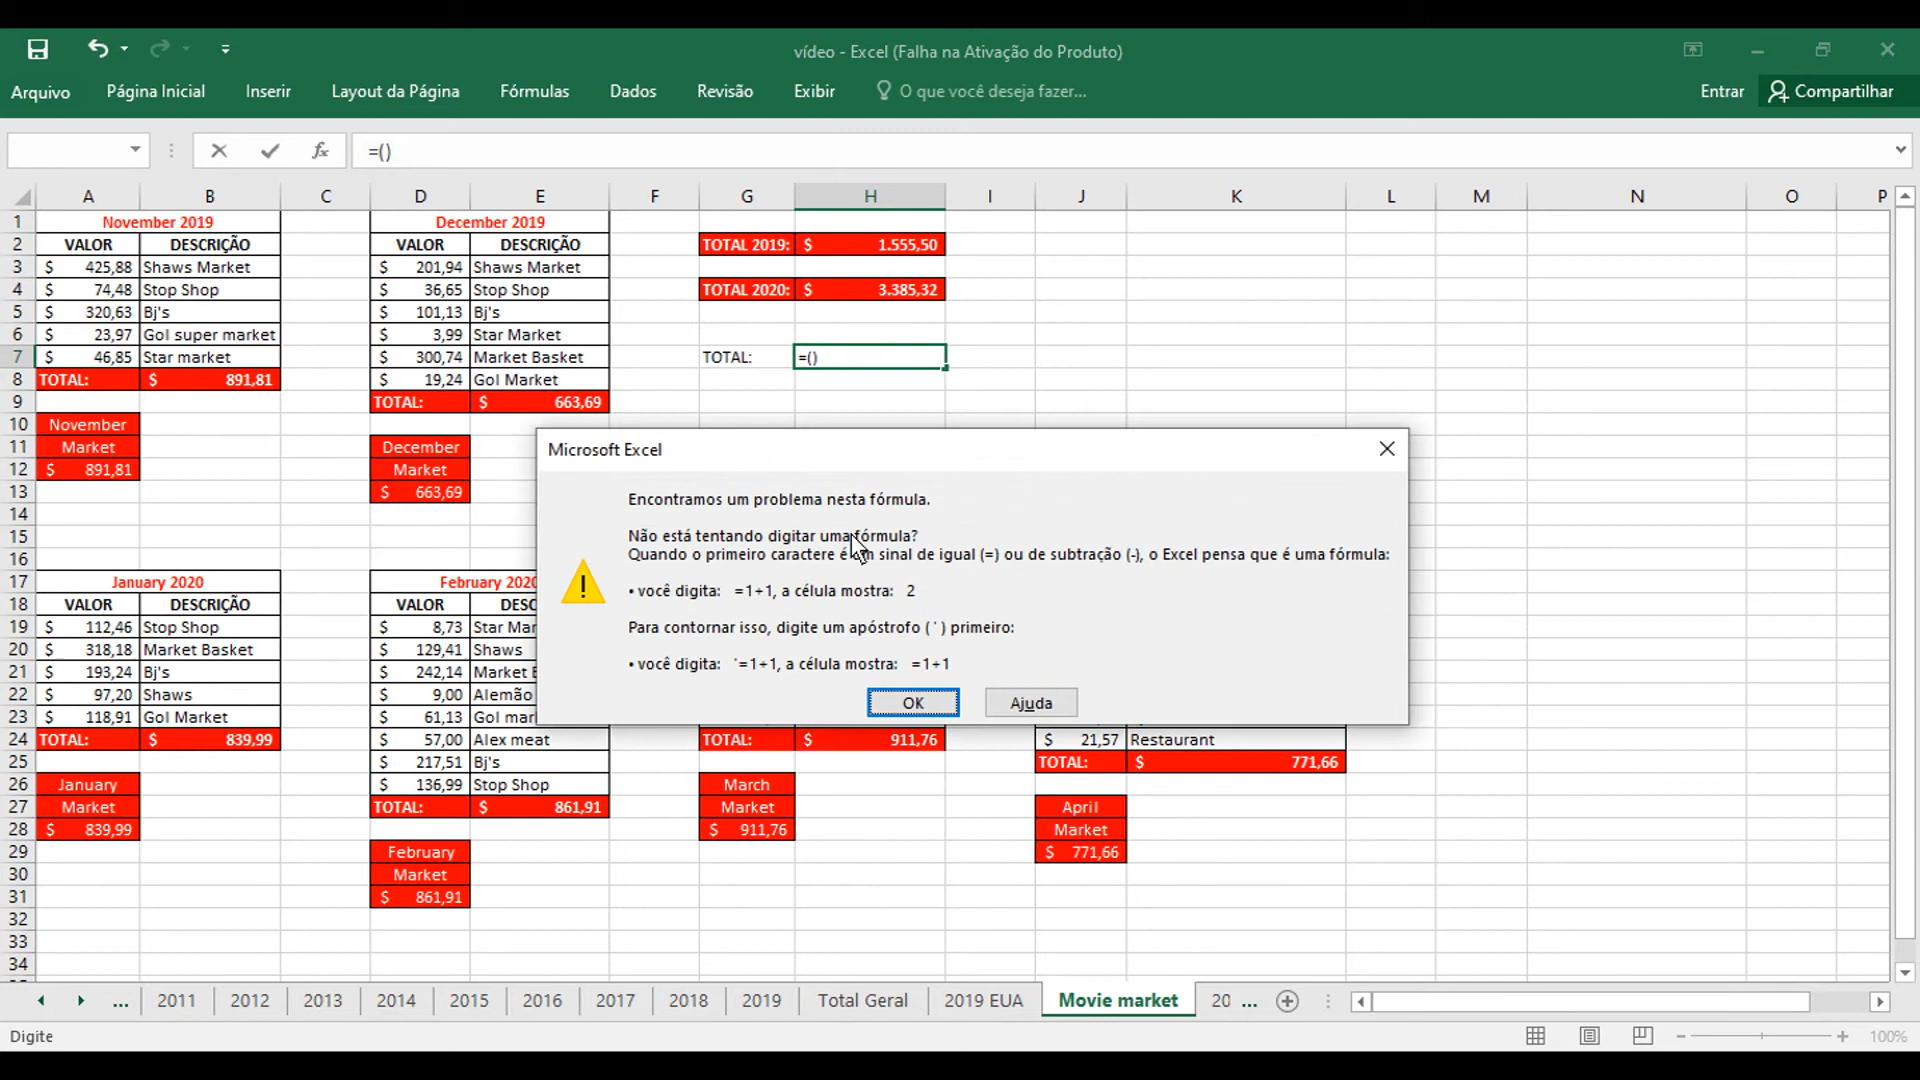 vídeo - Excel (Falha na Ativação do Produto)
Arquivo Página Inicial Inserir Layout da Página Fórmulas Dados Revisão Exibir O que você deseja fazer... Entrar Compartilhar
fx =()
A B C D E F G H I J K L M N O P
1 November 2019 December 2019
2 VALOR DESCRIÇÃO VALOR DESCRIÇÃO TOTAL 2019: $ 1.555,50
3 $ 425,88 Shaws Market $ 201,94 Shaws Market
4 $ 74,48 Stop Shop $ 36,65 Stop Shop TOTAL 2020: $ 3.385,32
5 $ 320,63 Bj's $ 101,13 Bj's
6 $ 23,97 Gol super market $ 3,99 Star Market
7 $ 46,85 Star market $ 300,74 Market Basket TOTAL: =()
8 TOTAL: $ 891,81 $ 19,24 Gol Market
9 TOTAL: $ 663,69
10 November
11 Market December
12 $ 891,81 Market
13 $ 663,69
14
15
16
17 January 2020 February 2020
18 VALOR DESCRIÇÃO VALOR
19 $ 112,46 Stop Shop $ 8,73 Star
20 $ 318,18 Market Basket $ 129,41 Shaws
21 $ 193,24 Bj's $ 242,14 Market
22 $ 97,20 Shaws $ 9,00 Alemão
23 $ 118,91 Gol Market $ 61,13 Gol
24 TOTAL: $ 839,99 $ 57,00 Alex meat TOTAL: $ 911,76 $ 21,57 Restaurant
25 $ 217,51 Bj's TOTAL: $ 771,66
26 January $ 136,99 Stop Shop March
27 Market TOTAL: $ 861,91 Market April
28 $ 839,99 $ 911,76 Market
29 February $ 771,66
30 Market
31 $ 861,91
32
33
34
Microsoft Excel
Encontramos um problema nesta fórmula.
Não está tentando digitar uma fórmula?
Quando o primeiro caractere é um sinal de igual (=) ou de subtração (-), o Excel pensa que é uma fórmula:
• você digita: =1+1, a célula mostra: 2
Para contornar isso, digite um apóstrofo (') primeiro:
• você digita: '=1+1, a célula mostra: =1+1
OK Ajuda
... 2011 2012 2013 2014 2015 2016 2017 2018 2019 Total Geral 2019 EUA Movie market 20 ...
Digite 100%